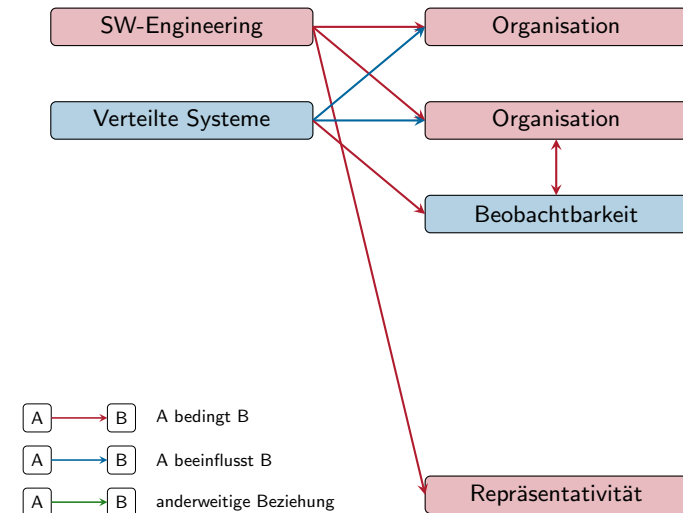 SW-Engineering
Organisation
Verteilte Systeme
Organisation
Beobachtbarkeit
A B A bedingt B
A B A beeinflusst B
A B anderweitige Beziehung
Repräsentativität